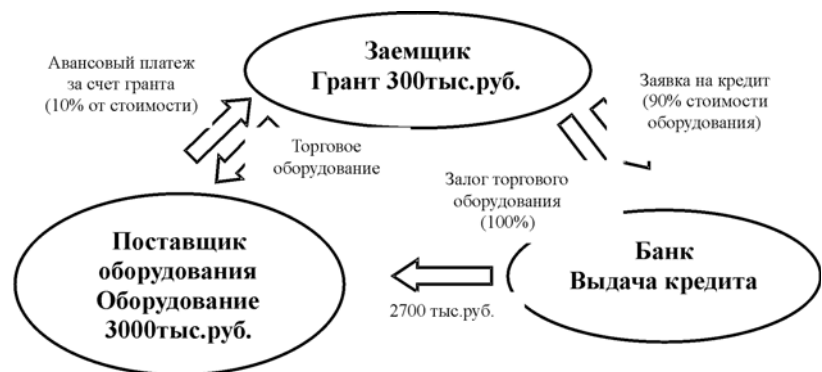 Авансовый платеж
за счет гранта
(10% от стоимости)
Заемщик
Грант 300тыс.руб.
Заявка на кредит
(90% стоимости
оборудования)
Торговое
оборудование
Залог торгового
оборудования
(100%)
Поставщик
оборудования
Оборудование
3000тыс.руб.
2700 тыс.руб.
Банк
Выдача кредита